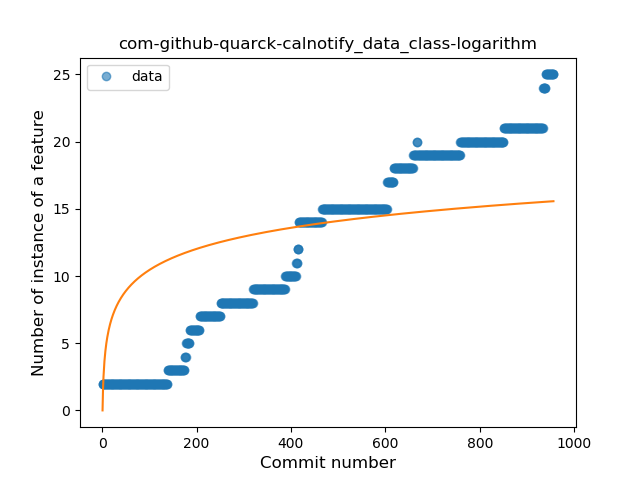 com-github-quarck-calnotify_data_class-logarithm
data
Number of instance of a feature
25
20
15
10
5
0
0 200 400 600 800 1000
Commit number